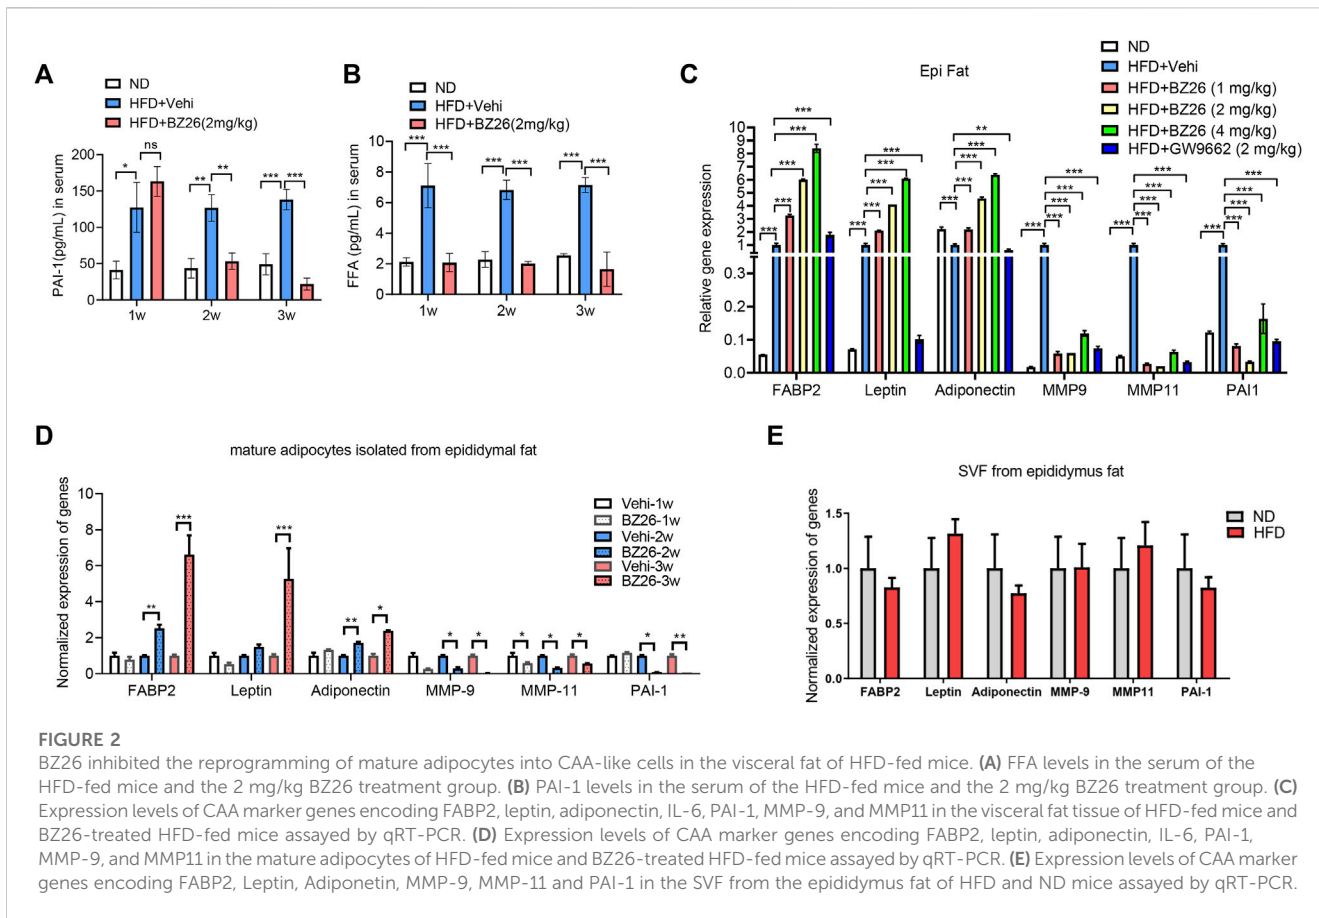 A
ND
HFD+Vehi
HFD+BZ26(2mg/kg)
PAI-1(pg/mL) in serum
200
150
100
50
0
* ns
** **
*** ***
1w 2w 3w
B
ND
HFD+Vehi
HFD+BZ26(2mg/kg)
FFA (pg/mL) in serum
10
8
6
4
2
0
*** ***
*** ***
*** ***
1w 2w 3w
C
Epi Fat
ND
HFD+Vehi
HFD+BZ26 (1 mg/kg)
HFD+BZ26 (2 mg/kg)
HFD+BZ26 (4 mg/kg)
HFD+GW9662 (2 mg/kg)
Relative gene expression
10
9
8
7
6
5
4
3
2
1
0.3
0.2
0.1
0.0
***
***
***
***
***
***
***
***
***
***
**
***
***
***
***
***
***
***
***
***
***
***
***
***
***
**
***
***
***
***
***
FABP2 Leptin Adiponectin MMP9 MMP11 PAI1
D
mature adipocytes isolated from epididymal fat
Normalized expression of genes
10
8
6
4
2
0
Vehi-1w
BZ26-1w
Vehi-2w
BZ26-2w
Vehi-3w
BZ26-3w
** *** *** ** * * * * * * * **
FABP2 Leptin Adiponectin MMP-9 MMP-11 PAI-1
E
SVF from epididymus fat
Normalized expression of genes
1.5
1.0
0.5
0.0
ND
HFD
FABP2 Leptin Adiponectin MMP-9 MMP11 PAI-1
FIGURE 2
BZ26 inhibited the reprogramming of mature adipocytes into CAA-like cells in the visceral fat of HFD-fed mice. (A) FFA levels in the serum of the
HFD-fed mice and the 2 mg/kg BZ26 treatment group. (B) PAI-1 levels in the serum of the HFD-fed mice and the 2 mg/kg BZ26 treatment group. (C)
Expression levels of CAA marker genes encoding FABP2, leptin, adiponectin, IL-6, PAI-1, MMP-9, and MMP11 in the visceral fat tissue of HFD-fed mice and
BZ26-treated HFD-fed mice assayed by qRT-PCR. (D) Expression levels of CAA marker genes encoding FABP2, leptin, adiponectin, IL-6, PAI-1,
MMP-9, and MMP11 in the mature adipocytes of HFD-fed mice and BZ26-treated HFD-fed mice assayed by qRT-PCR. (E) Expression levels of CAA marker
genes encoding FABP2, Leptin, Adiponetin, MMP-9, MMP-11 and PAI-1 in the SVF from the epididymus fat of HFD and ND mice assayed by qRT-PCR.